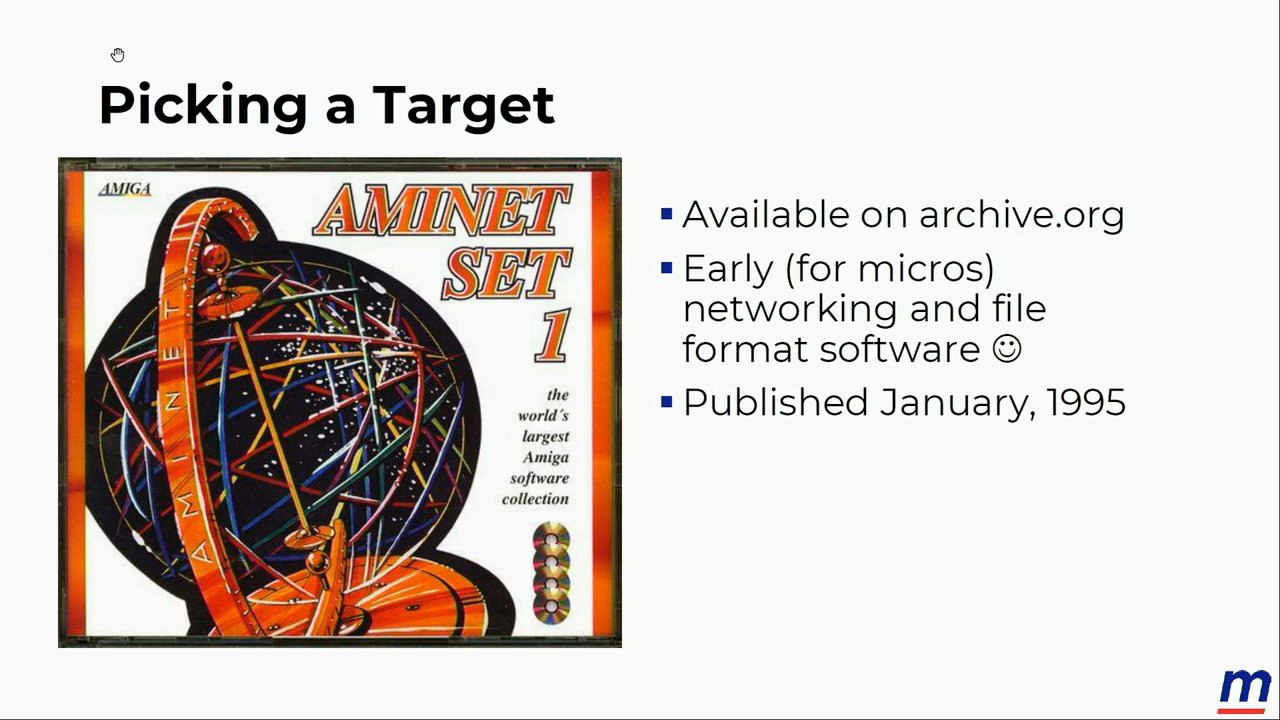 Picking a Target
AMIGA
AMINET
SET
1
AMINET
the
world´s
largest
Amiga
software
collection
▪ Available on archive.org
▪ Early (for micros)
networking and file
format software ☺
▪ Published January, 1995
m